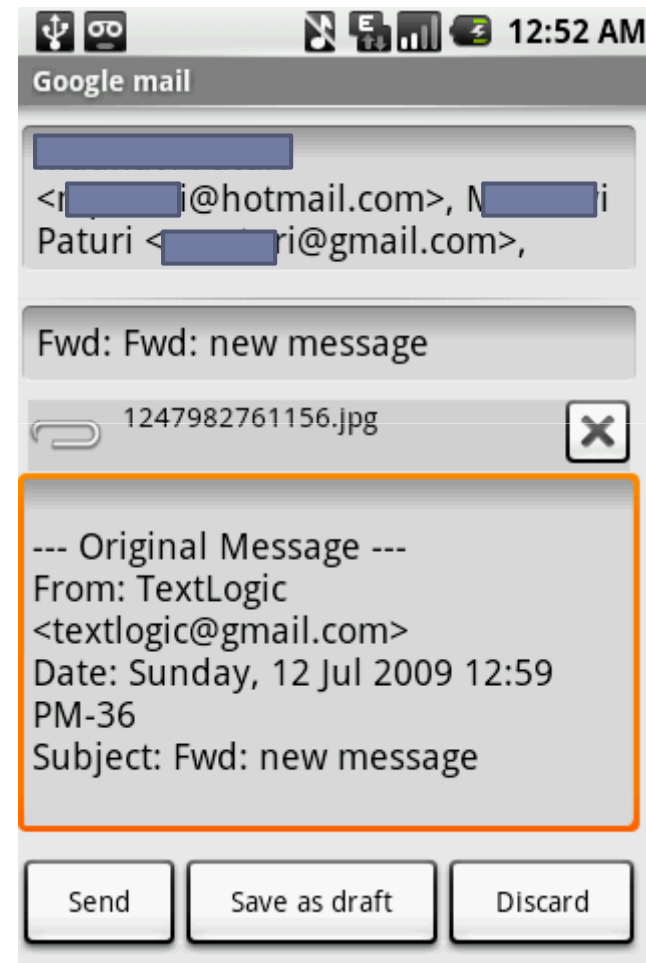 12:52 AM
Google mail
<r i@hotmail.com>, M i
Paturi < ri@gmail.com>,
Fwd: Fwd: new message
1247982761156.jpg
--- Original Message ---
From: TextLogic
<textlogic@gmail.com>
Date: Sunday, 12 Jul 2009 12:59
PM-36
Subject: Fwd: new message
Send Save as draft Discard